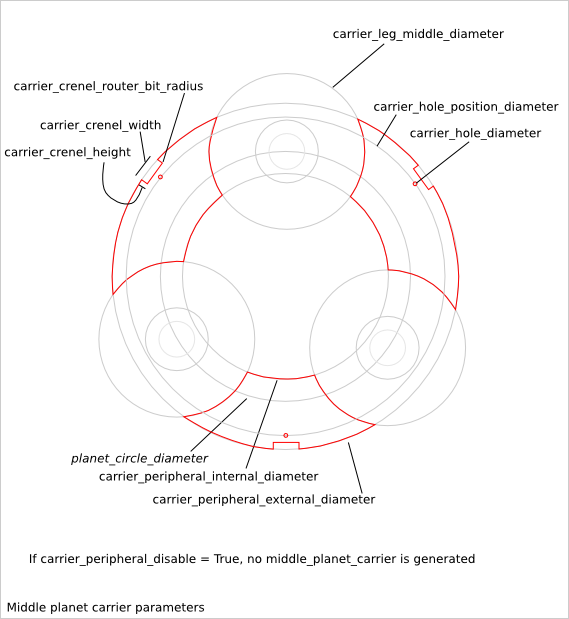 carrier_leg_middle_diameter
carrier_crenel_router_bit_radius
carrier_hole_position_diameter
carrier_crenel_width
carrier_hole_diameter
carrier_crenel_height
planet_circle_diameter
carrier_peripheral_internal_diameter
carrier_peripheral_external_diameter
If carrier_peripheral_disable = True, no middle_planet_carrier is generated
Middle planet carrier parameters